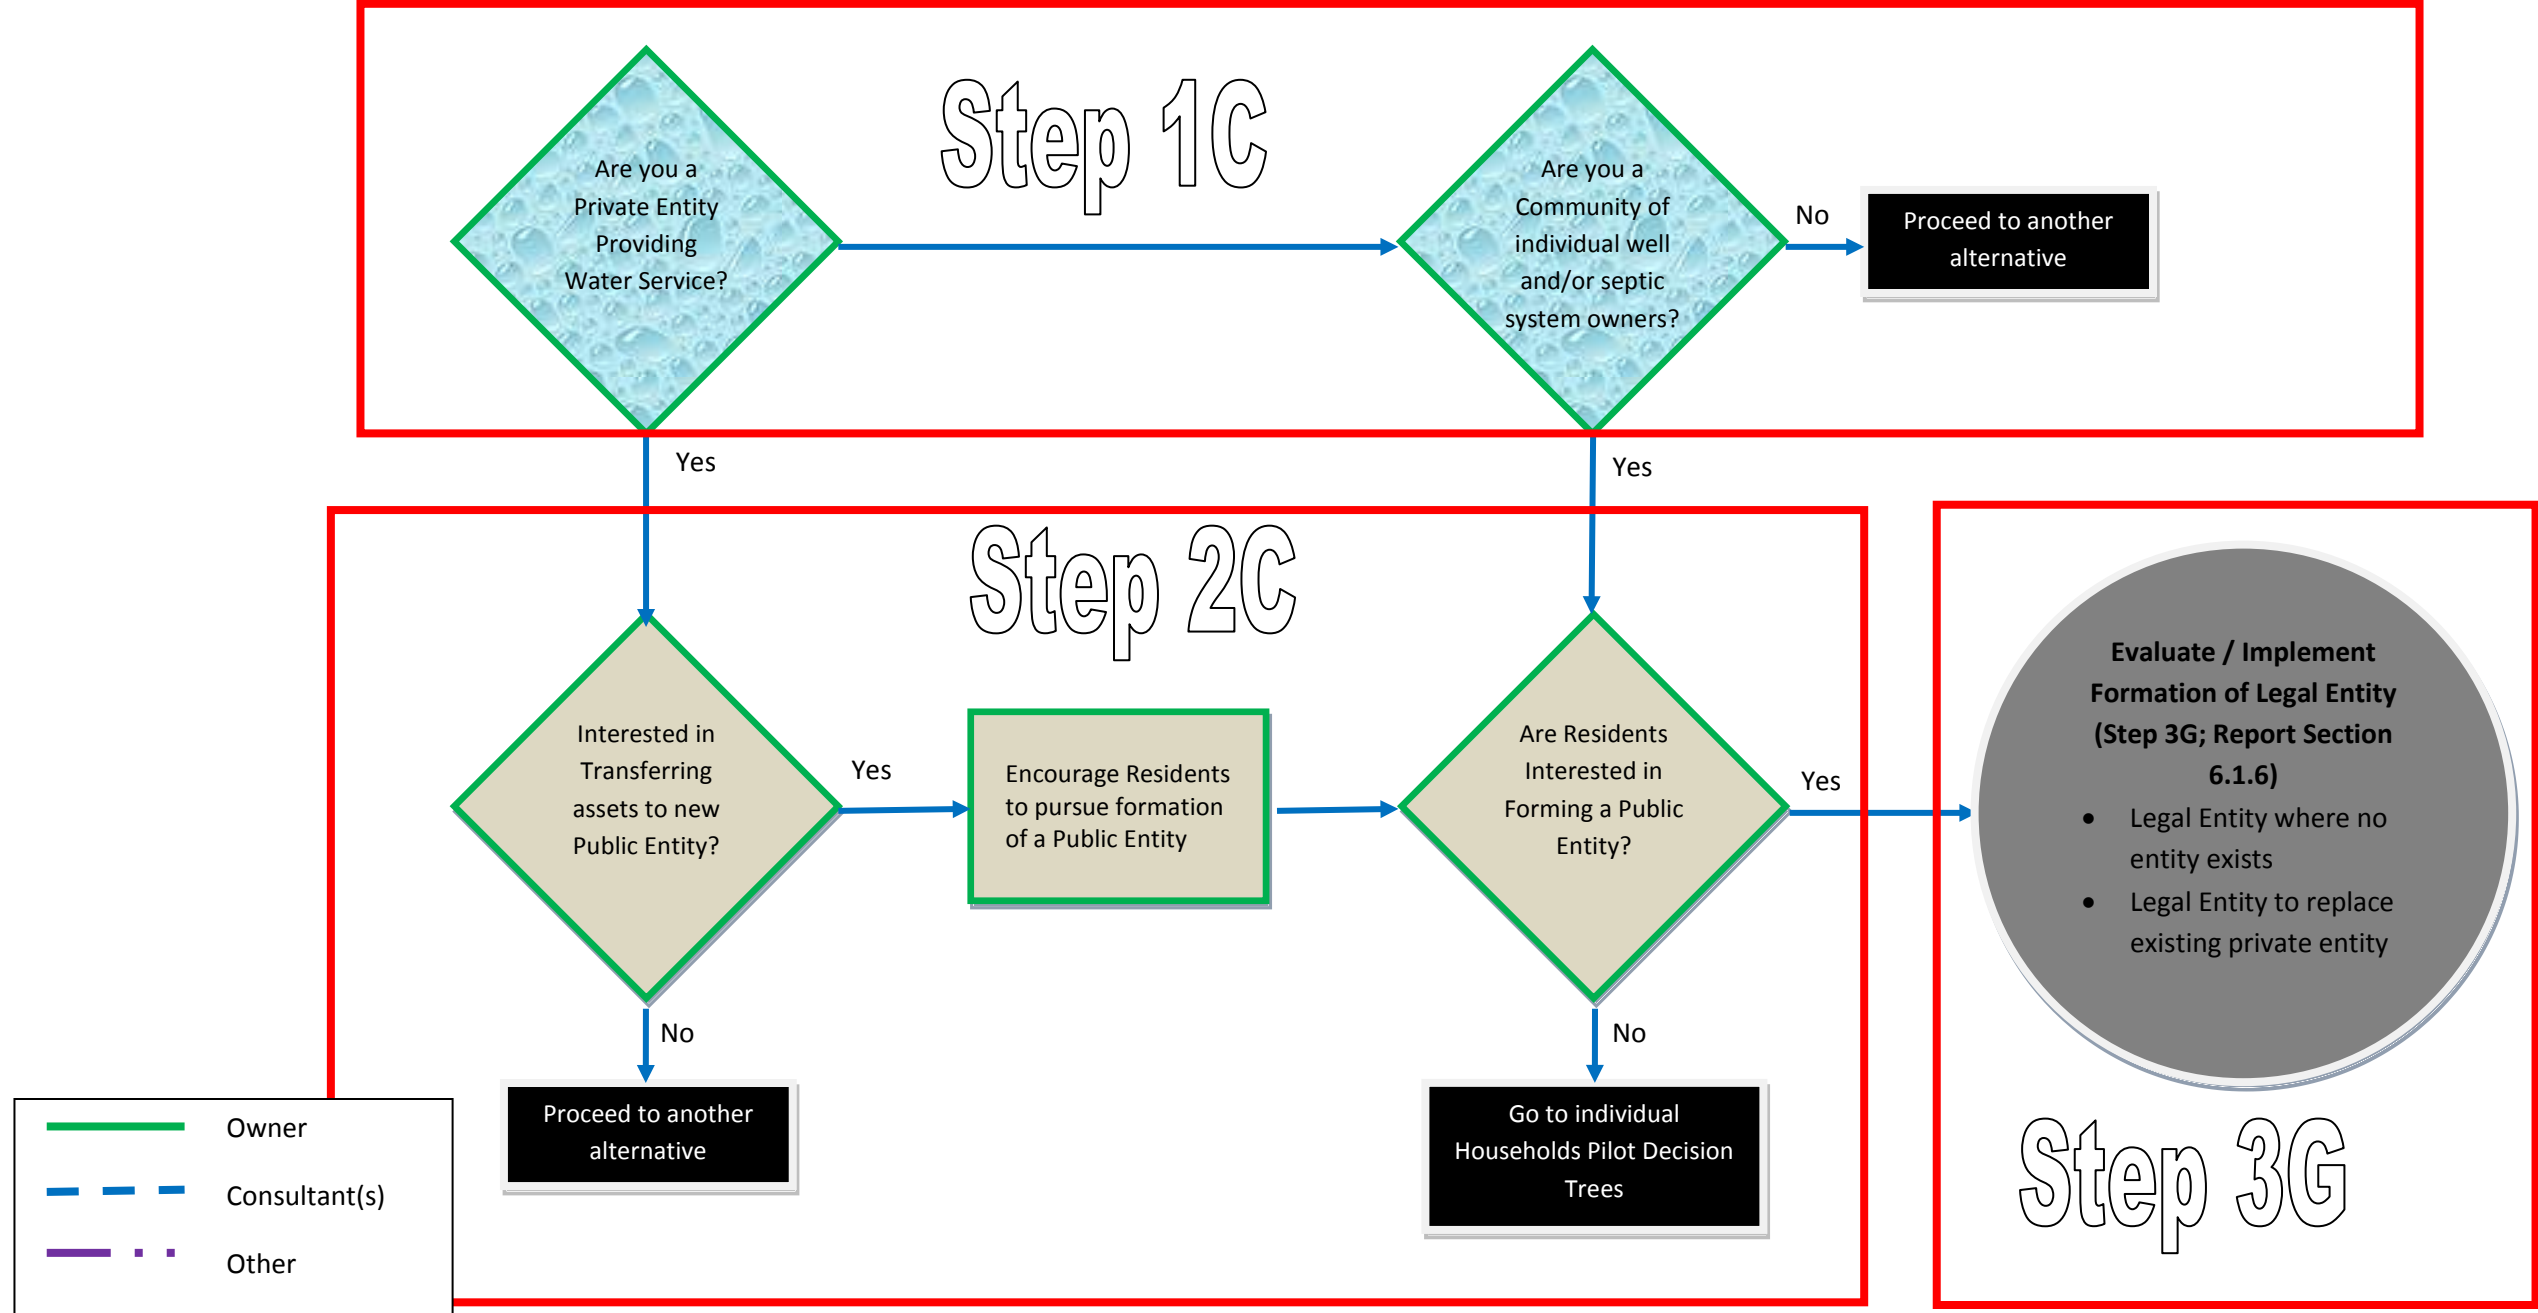 Step 1C
Are you a
Private Entity
Providing
Water Service?
Are you a
Community of
individual well
and/or septic
system owners?
No
Proceed to another
alternative
Yes
Yes
Step 2C
Interested in
Transferring
assets to new
Public Entity?
Yes
Encourage Residents
to pursue formation
of a Public Entity
Are Residents
Interested in
Forming a Public
Entity?
Yes
Evaluate / Implement
Formation of Legal Entity
(Step 3G; Report Section
6.1.6)
• Legal Entity where no
entity exists
• Legal Entity to replace
existing private entity
No
No
Proceed to another
alternative
Go to individual
Households Pilot Decision
Trees
Step 3G
Owner
Consultant(s)
Other